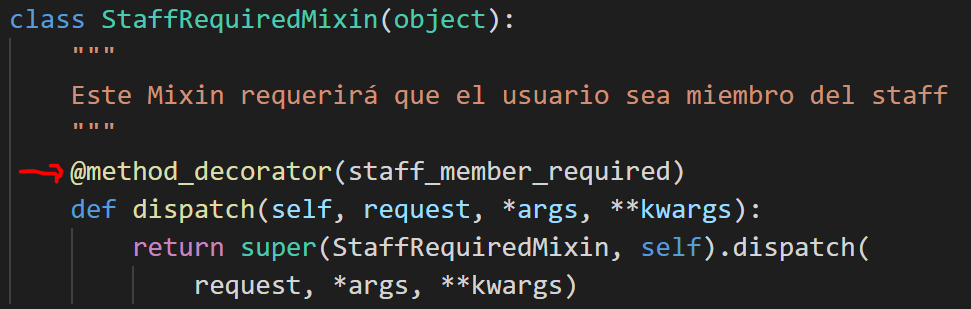 class StaffRequiredMixin(object):
"""
Este Mixin requerirá que el usuario sea miembro del staff
"""
@method_decorator(staff_member_required)
def dispatch(self, request, *args, **kwargs):
return super(StaffRequiredMixin, self).dispatch(
request, *args, **kwargs)